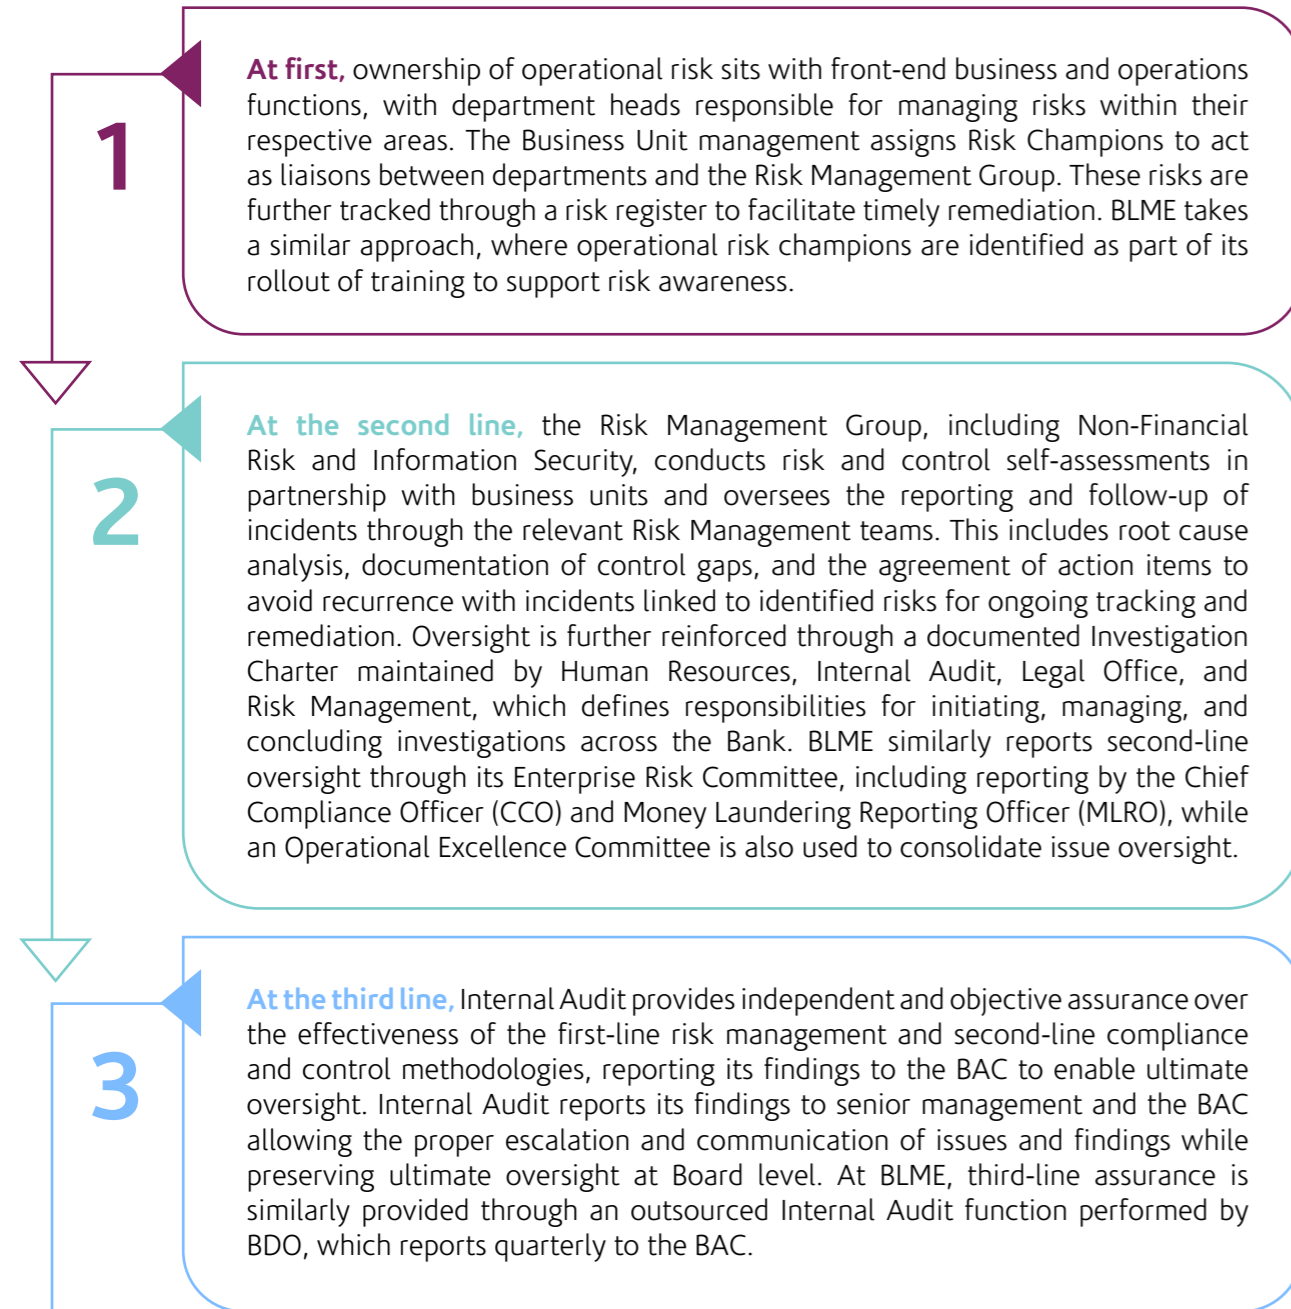 1
At first, ownership of operational risk sits with front-end business and operations
functions, with department heads responsible for managing risks within their
respective areas. The Business Unit management assigns Risk Champions to act
as liaisons between departments and the Risk Management Group. These risks are
further tracked through a risk register to facilitate timely remediation. BLME takes
a similar approach, where operational risk champions are identified as part of its
rollout of training to support risk awareness.
2
At the second line, the Risk Management Group, including Non-Financial
Risk and Information Security, conducts risk and control self-assessments in
partnership with business units and oversees the reporting and follow-up of
incidents through the relevant Risk Management teams. This includes root cause
analysis, documentation of control gaps, and the agreement of action items to
avoid recurrence with incidents linked to identified risks for ongoing tracking and
remediation. Oversight is further reinforced through a documented Investigation
Charter maintained by Human Resources, Internal Audit, Legal Office, and
Risk Management, which defines responsibilities for initiating, managing, and
concluding investigations across the Bank. BLME similarly reports second-line
oversight through its Enterprise Risk Committee, including reporting by the Chief
Compliance Officer (CCO) and Money Laundering Reporting Officer (MLRO), while
an Operational Excellence Committee is also used to consolidate issue oversight.
3
At the third line, Internal Audit provides independent and objective assurance over
the effectiveness of the first-line risk management and second-line compliance
and control methodologies, reporting its findings to the BAC to enable ultimate
oversight. Internal Audit reports its findings to senior management and the BAC
allowing the proper escalation and communication of issues and findings while
preserving ultimate oversight at Board level. At BLME, third-line assurance is
similarly provided through an outsourced Internal Audit function performed by
BDO, which reports quarterly to the BAC.